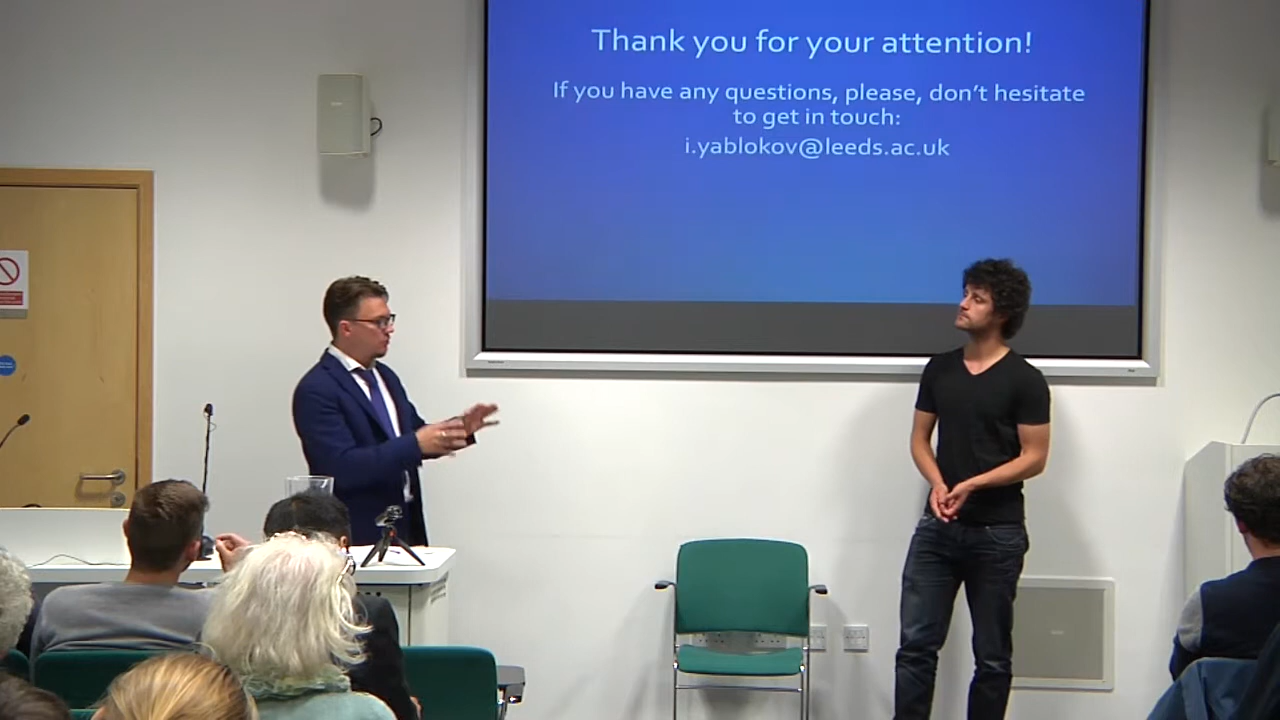 Thank you for your attention!
If you have any questions, please, don't hesitate
to get in touch:
i.yablokov@leeds.ac.uk